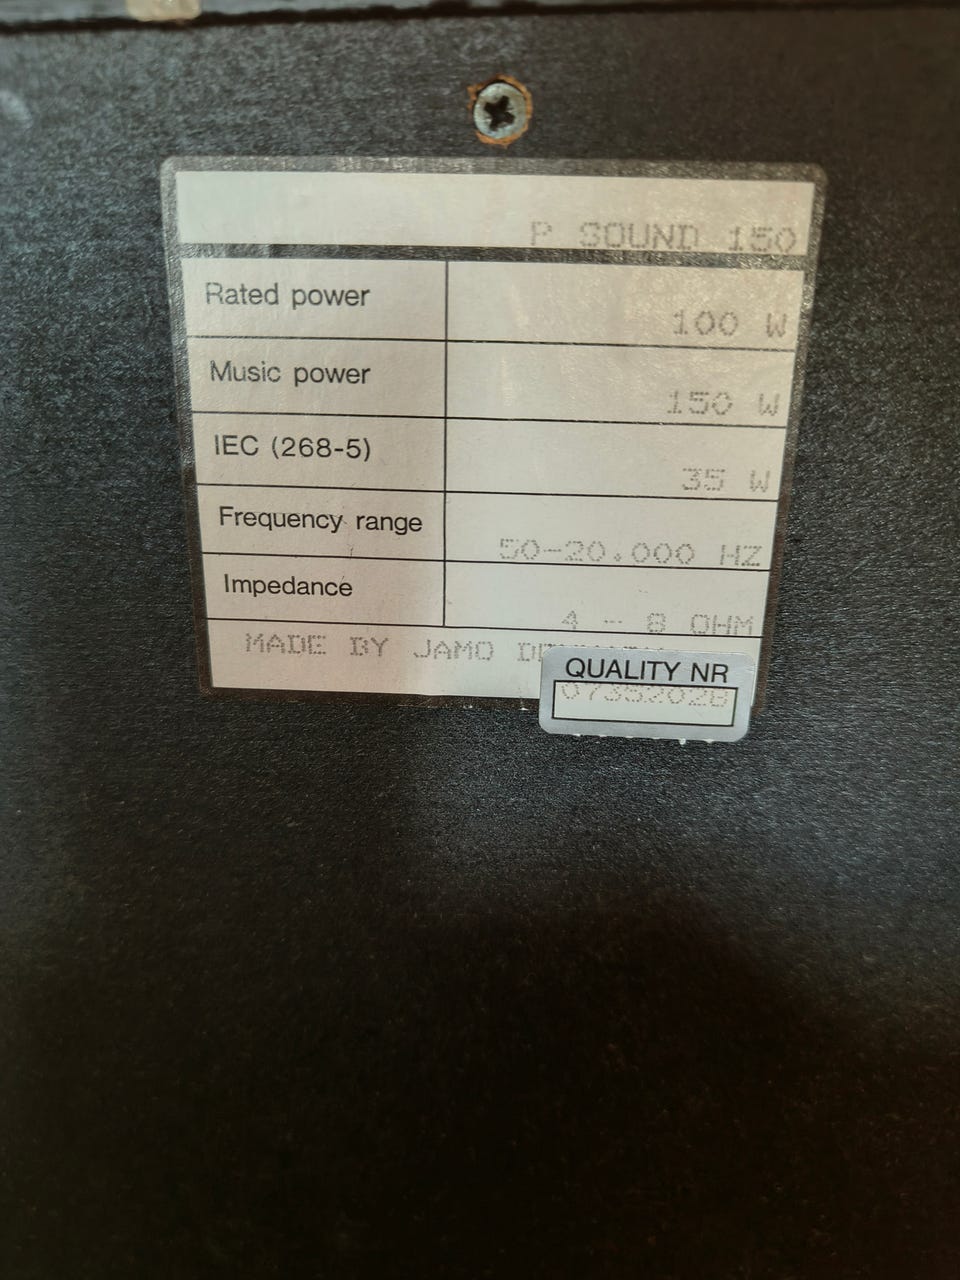 P SOUND 150
Rated power 100 W
Music power 150 W
IEC (268-5) 35 W
Frequency range 50-20.000 HZ
Impedance 4 - 8 OHM
MADE BY JAMO
QUALITY NR
07352028